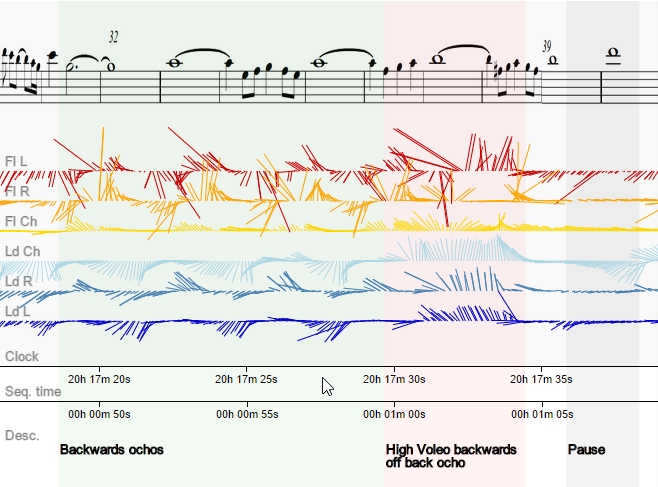 32
39
Fl L
Fl R
Fl Ch
Ld Ch
Ld R
Ld L
Clock
20h 17m 20s 20h 17m 25s 20h 17m 30s 20h 17m 35s
Seq. time
00h 00m 50s 00h 00m 55s 00h 01m 00s 00h 01m 05s
Desc.
Backwards ochos High Voleo backwards Pause
off back ocho